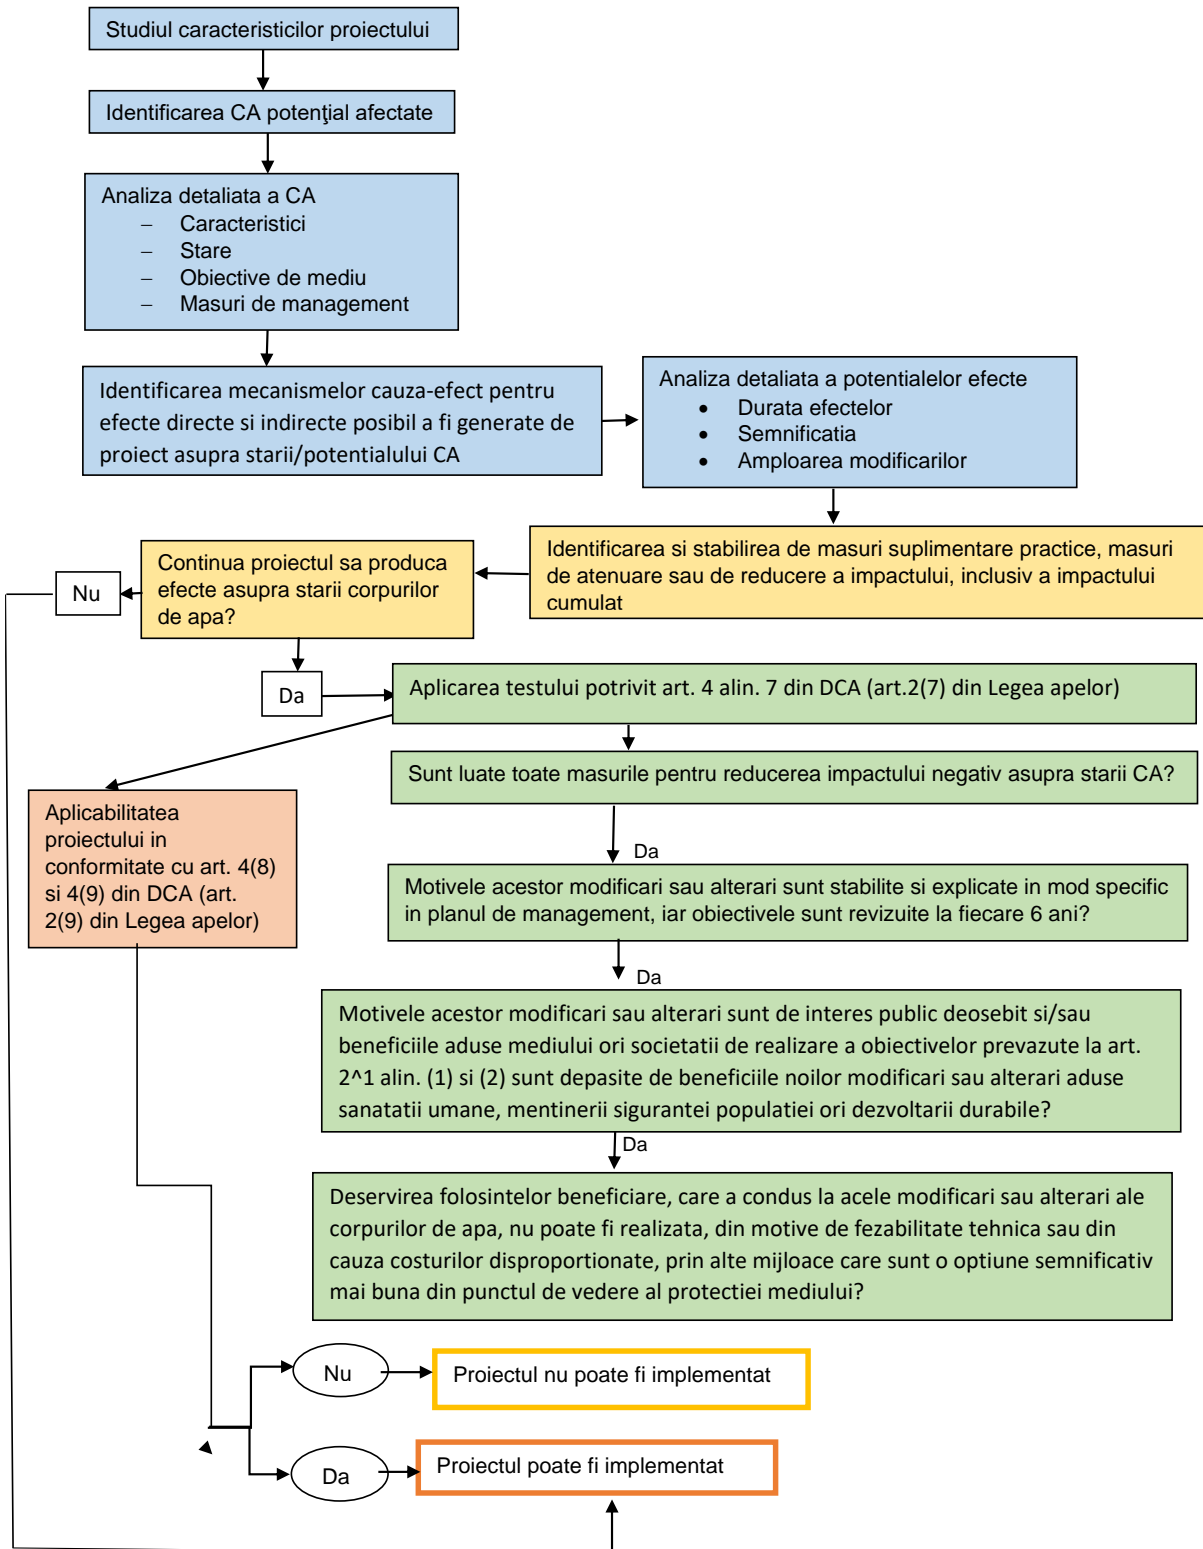 Studiul caracteristicilor proiectului
Identificarea CA potenţial afectate
Analiza detaliata a CA
– Caracteristici
– Stare
– Obiective de mediu
– Masuri de management
Identificarea mecanismelor cauza-efect pentru
efecte directe si indirecte posibil a fi generate de
proiect asupra starii/potentialului CA
Analiza detaliata a potentialelor efecte
• Durata efectelor
• Semnificatia
• Amploarea modificarilor
Identificarea si stabilirea de masuri suplimentare practice, masuri
de atenuare sau de reducere a impactului, inclusiv a impactului
cumulat
Continua proiectul sa produca
efecte asupra starii corpurilor
de apa?
Nu
Da
Aplicarea testului potrivit art. 4 alin. 7 din DCA (art.2(7) din Legea apelor)
Sunt luate toate masurile pentru reducerea impactului negativ asupra starii CA?
Aplicabilitatea
proiectului in
conformitate cu art. 4(8)
si 4(9) din DCA (art.
2(9) din Legea apelor)
Da
Motivele acestor modificari sau alterari sunt stabilite si explicate in mod specific
in planul de management, iar obiectivele sunt revizuite la fiecare 6 ani?
Da
Motivele acestor modificari sau alterari sunt de interes public deosebit si/sau
beneficiile aduse mediului ori societatii de realizare a obiectivelor prevazute la art.
2^1 alin. (1) si (2) sunt depasite de beneficiile noilor modificari sau alterari aduse
sanatatii umane, mentinerii sigurantei populatiei ori dezvoltarii durabile?
Da
Deservirea folosintelor beneficiare, care a condus la acele modificari sau alterari ale
corpurilor de apa, nu poate fi realizata, din motive de fezabilitate tehnica sau din
cauza costurilor disproportionate, prin alte mijloace care sunt o optiune semnificativ
mai buna din punctul de vedere al protectiei mediului?
Nu
Proiectul nu poate fi implementat
Da
Proiectul poate fi implementat